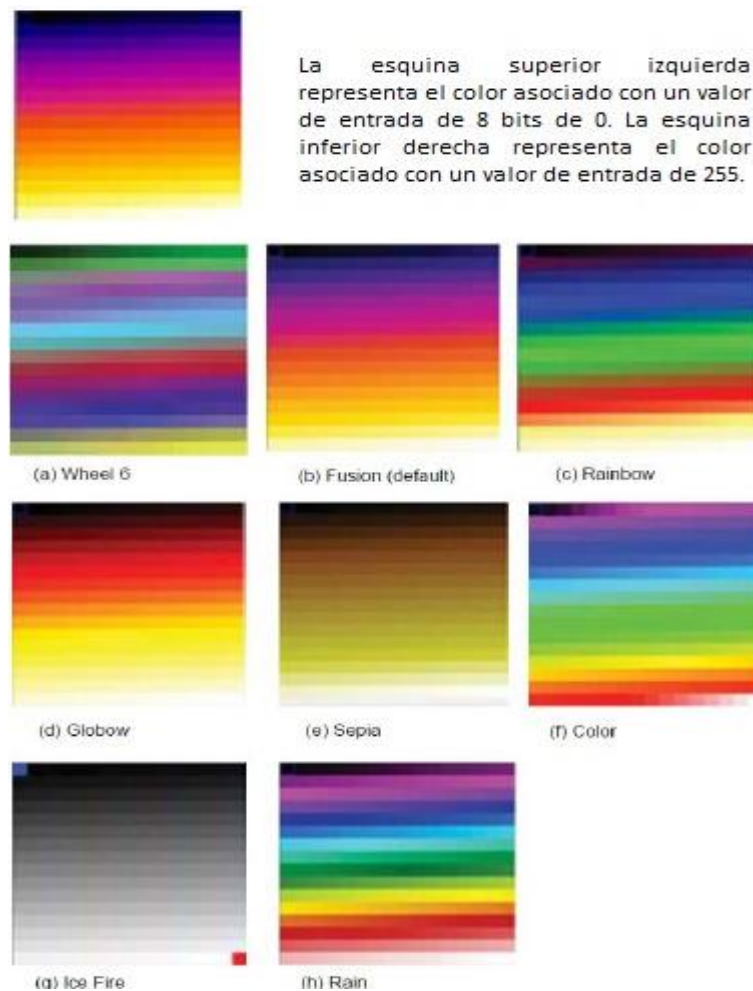 La esquina superior izquierda
representa el color asociado con un valor
de entrada de 8 bits de 0. La esquina
inferior derecha representa el color
asociado con un valor de entrada de 255.
(a) Wheel 6
(b) Fusion (default)
(c) Rainbow
(d) Globow
(e) Sepia
(f) Color
(g) Ice Fire
(h) Rain